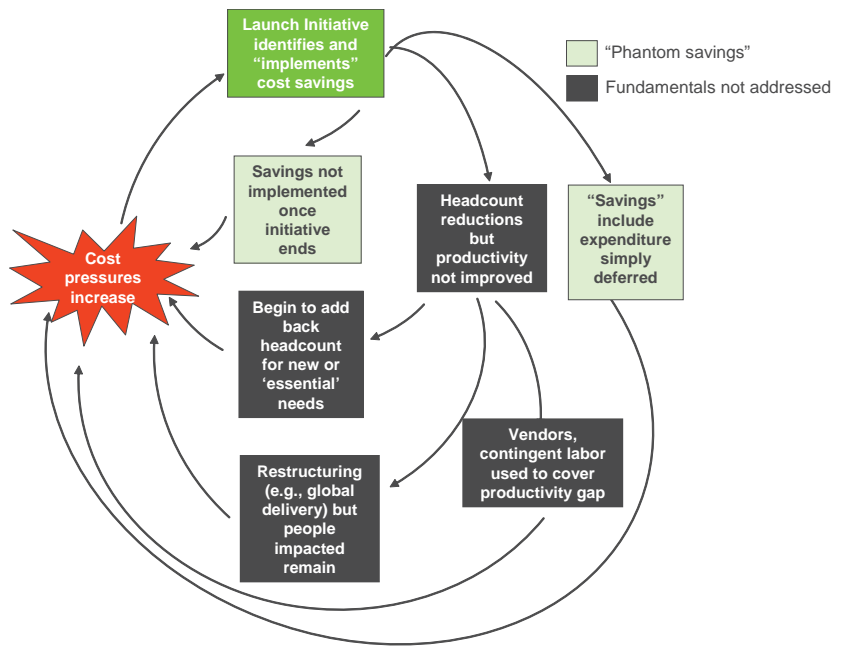 Launch Initiative
identifies and
“implements”
cost savings
“Phantom savings”
Fundamentals not addressed
Savings not
implemented
once
initiative
ends
Headcount
reductions
but
productivity
not improved
“Savings”
include
expenditure
simply
deferred
Cost
pressures
increase
Begin to add
back
headcount
for new or
‘essential’
needs
Vendors,
contingent labor
used to cover
productivity gap
Restructuring
(e.g., global
delivery) but
people
impacted
remain